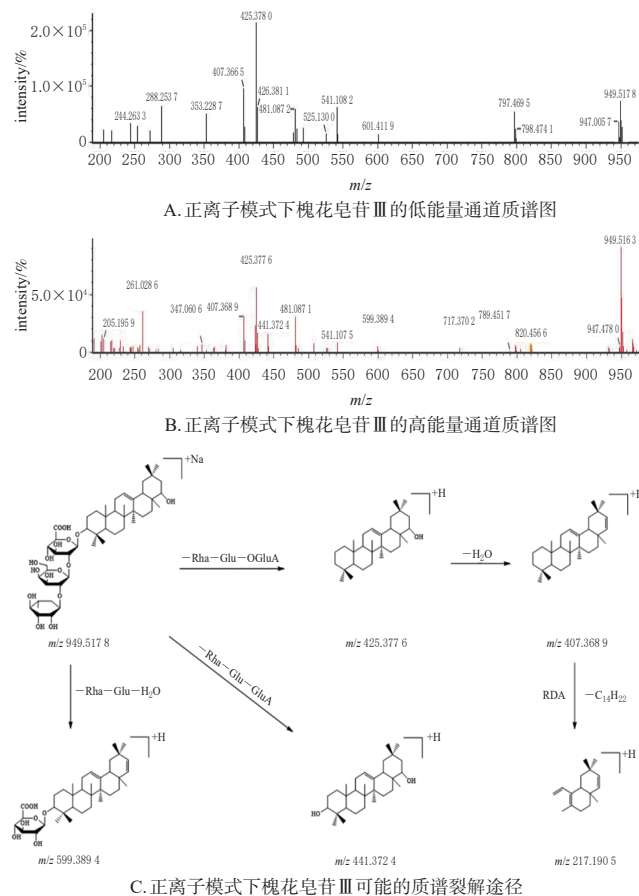 2.0×10⁵
1.0×10⁵
0
intensity/%
425.378 0
407.366 5
426.381 1
288.253 7
353.228 7
481.087 2
541.108 2
244.263 3
525.130 0
601.411 9
797.469 5
798.474 1
949.517 8
947.005 7
200 250 300 350 400 450 500 550 600 650 700 750 800 850 900 950
m/z
A. 正离子模式下槐花皂苷Ⅲ的低能量通道质谱图
5.0×10⁴
0
intensity/%
949.516 3
425.377 6
261.028 6
205.195 9
347.060 6
407.368 9
481.087 1
441.372 4
541.107 5
599.389 4
717.370 2
789.451 7
820.456 6
947.478 0
200 250 300 350 400 450 500 550 600 650 700 750 800 850 900 950
m/z
B. 正离子模式下槐花皂苷Ⅲ的高能量通道质谱图
+Na
COOH
OH
HO
O
m/z 949.517 8
−Rha−Glu−OGluA
+H
OH
m/z 425.377 6
−H₂O
m/z 407.368 9
−Rha−Glu−H₂O
−Rha−Glu−GluA
RDA
−C₁₄H₂₂
+H
COOH
OH
m/z 599.389 4
+H
HO
OH
m/z 441.372 4
+H
m/z 217.190 5
C. 正离子模式下槐花皂苷Ⅲ可能的质谱裂解途径